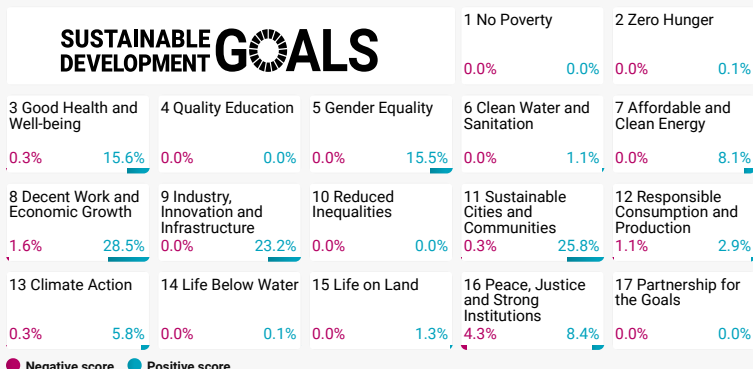 SUSTAINABLE
DEVELOPMENT
GOALS
1 No Poverty
0.0% 0.0%
2 Zero Hunger
0.0% 0.1%
3 Good Health and
Well-being
0.3% 15.6%
4 Quality Education
0.0% 0.0%
5 Gender Equality
0.0% 15.5%
6 Clean Water and
Sanitation
0.0% 1.1%
7 Affordable and
Clean Energy
0.0% 8.1%
8 Decent Work and
Economic Growth
1.6% 28.5%
9 Industry,
Innovation and
Infrastructure
0.0% 23.2%
10 Reduced
Inequalities
0.0% 0.0%
11 Sustainable
Cities and
Communities
0.3% 25.8%
12 Responsible
Consumption and
Production
1.1% 2.9%
13 Climate Action
0.3% 5.8%
14 Life Below Water
0.0% 0.1%
15 Life on Land
0.0% 1.3%
16 Peace, Justice
and Strong
Institutions
4.3% 8.4%
17 Partnership for
the Goals
0.0% 0.0%
Negative score Positive score